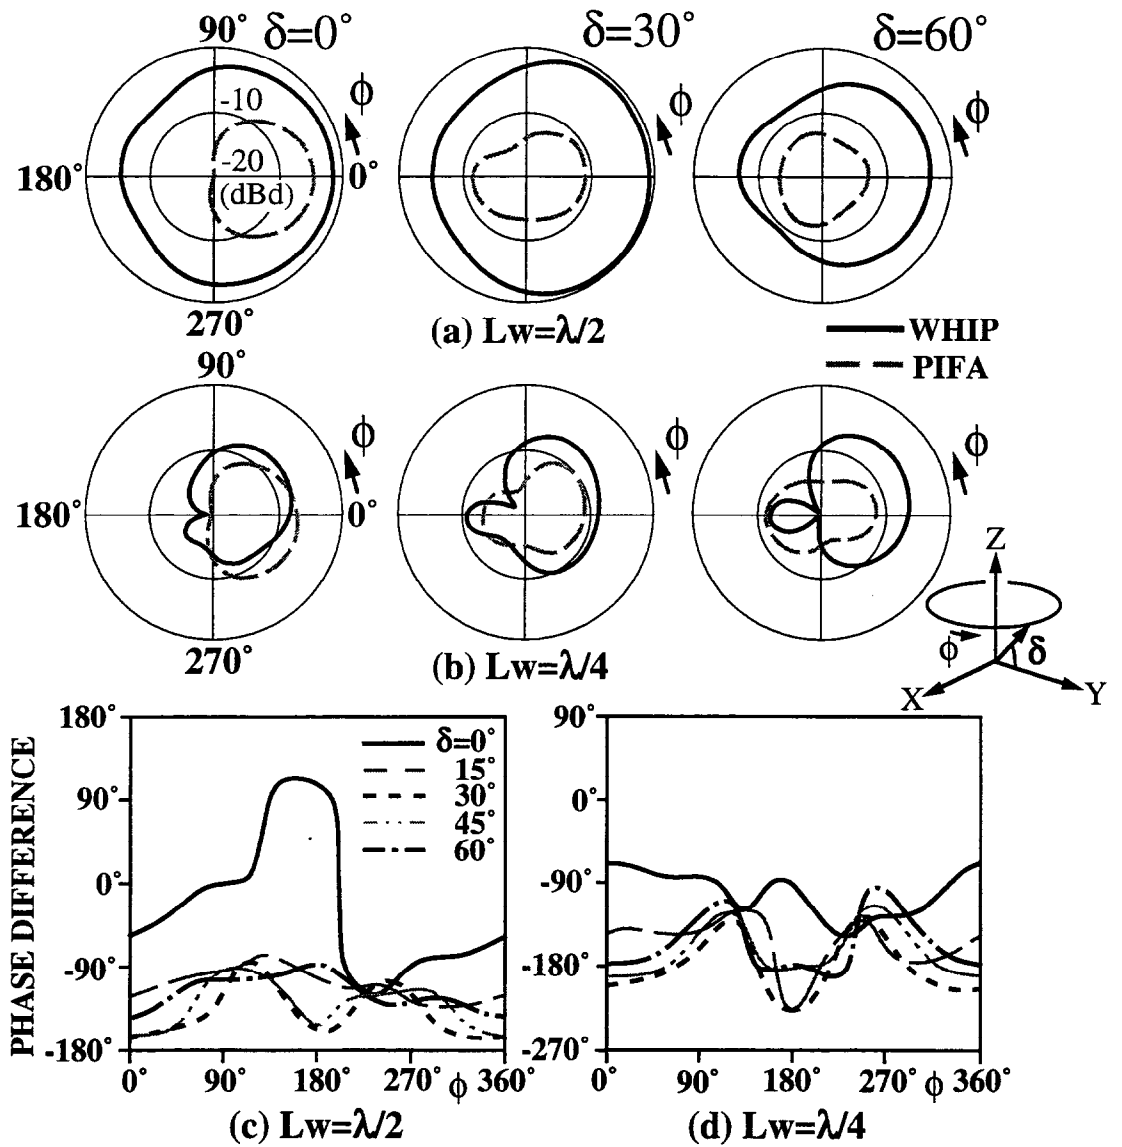 90° δ=0° δ=30° δ=60°
-10 ϕ ϕ ϕ
180° -20 0°
(dBd)
270° (a) Lw=λ/2 WHIP
90° PIFA
ϕ ϕ ϕ
180° 0°
270° (b) Lw=λ/4
Z
ϕ δ
X Y
PHASE DIFFERENCE
180°
90°
0°
-90°
-180°
δ=0°
15°
30°
45°
60°
0° 90° 180° 270° ϕ 360°
(c) Lw=λ/2
90°
0°
-90°
-180°
-270°
0° 90° 180° 270° ϕ 360°
(d) Lw=λ/4